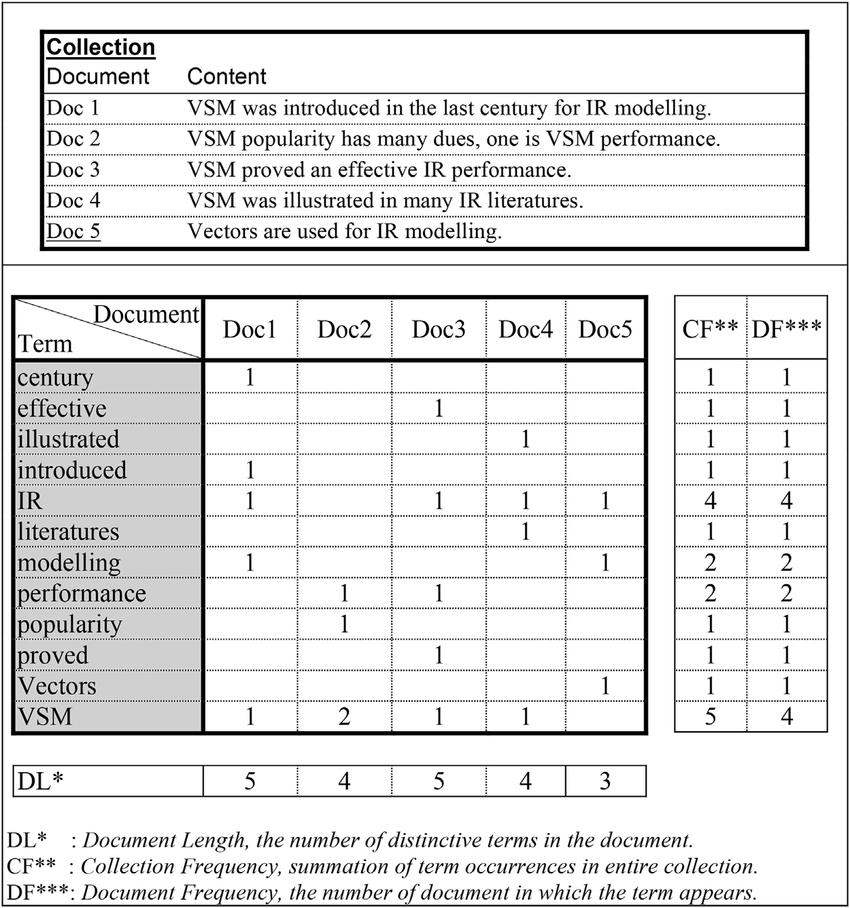 Collection
Document Content
Doc 1 VSM was introduced in the last century for IR modelling.
Doc 2 VSM popularity has many dues, one is VSM performance.
Doc 3 VSM proved an effective IR performance.
Doc 4 VSM was illustrated in many IR literatures.
Doc 5 Vectors are used for IR modelling.
Document
Term
Doc1 Doc2 Doc3 Doc4 Doc5 CF** DF***
century 1 1 1
effective 1 1 1
illustrated 1 1 1
introduced 1 1 1
IR 1 1 1 1 4 4
literatures 1 1 1
modelling 1 1 2 2
performance 1 1 2 2
popularity 1 1 1
proved 1 1 1
Vectors 1 1 1
VSM 1 2 1 1 5 4
DL* 5 4 5 4 3
DL* : Document Length, the number of distinctive terms in the document.
CF** : Collection Frequency, summation of term occurrences in entire collection.
DF***: Document Frequency, the number of document in which the term appears.